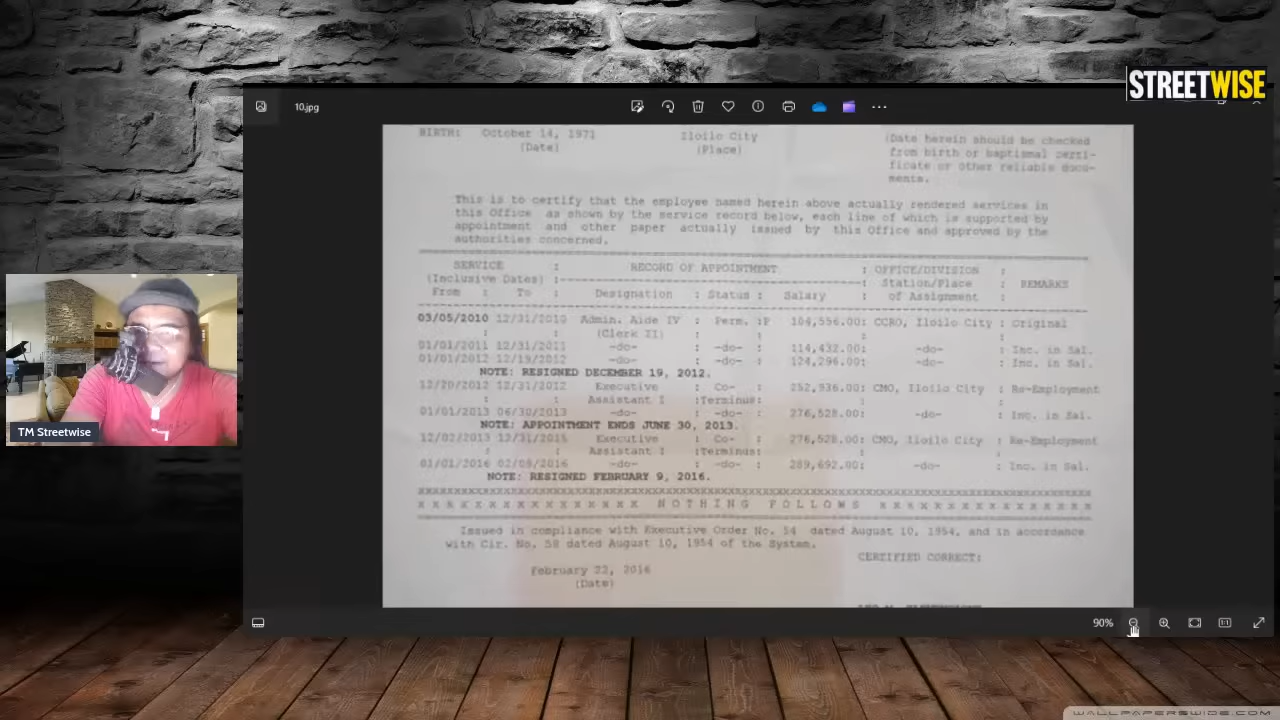 STREETWISE
10.jpg
BIRTH: October 14, 1971 Iloilo City (Date herein should be checked
(Date) (Place) from birth or baptismal certi-
ficate or other reliable docu-
ments.
This is to certify that the employee named herein above actually rendered services in
this Office as shown by the service record below, each line of which is supported by
appointment and other paper actually issued by this Office and approved by the
authorities concerned.
SERVICE : RECORD OF APPOINTMENT : OFFICE/DIVISION :
(Inclusive Dates) : : Station/Place : REMARKS
From : To : Designation : Status : Salary : of Assignment :
03/05/2010 12/31/2010 Admin. Aide IV : Perm. :P 104,556.00: CCRO, Iloilo City : Original
: : (Clerk II) : : : :
01/01/2011 12/31/2011 -do- : -do- : 114,432.00: -do- : Inc. in Sal.
01/01/2012 12/19/2012 -do- : -do- : 124,296.00: -do- : Inc. in Sal.
NOTE: RESIGNED DECEMBER 19, 2012.
12/20/2012 12/31/2012 Executive : Co- : 252,936.00: CMO, Iloilo City : Re-Employment
: : Assistant I :Terminus: : :
01/01/2013 06/30/2013 -do- : -do- : 276,528.00: -do- : Inc. in Sal.
NOTE: APPOINTMENT ENDS JUNE 30, 2013.
12/02/2013 12/31/2015 Executive : Co- : 276,528.00: CMO, Iloilo City : Re-Employment
: : Assistant I :Terminus: : :
01/01/2016 02/08/2016 -do- : -do- : 289,692.00: -do- : Inc. in Sal.
NOTE: RESIGNED FEBRUARY 9, 2016.
xxxxxxxxxxxxxxxxxxxxxxxxxxxxxxxxxxxxxxxxxxxxxxxxxxxxxxxxxxxxxxxxxxxxxxxxxxxxxxxxxxxxxxxxxx
x x x x x x x x x x x x x x x x N O T H I N G F O L L O W S x x x x x x x x x x x x x x x
Issued in compliance with Executive Order No. 54 dated August 10, 1954, and in accordance
with Cir. No. 58 dated August 10, 1954 of the System.
CERTIFIED CORRECT:
February 22, 2016
(Date)
TM Streetwise
90%
WALLPAPERSWIDE.COM